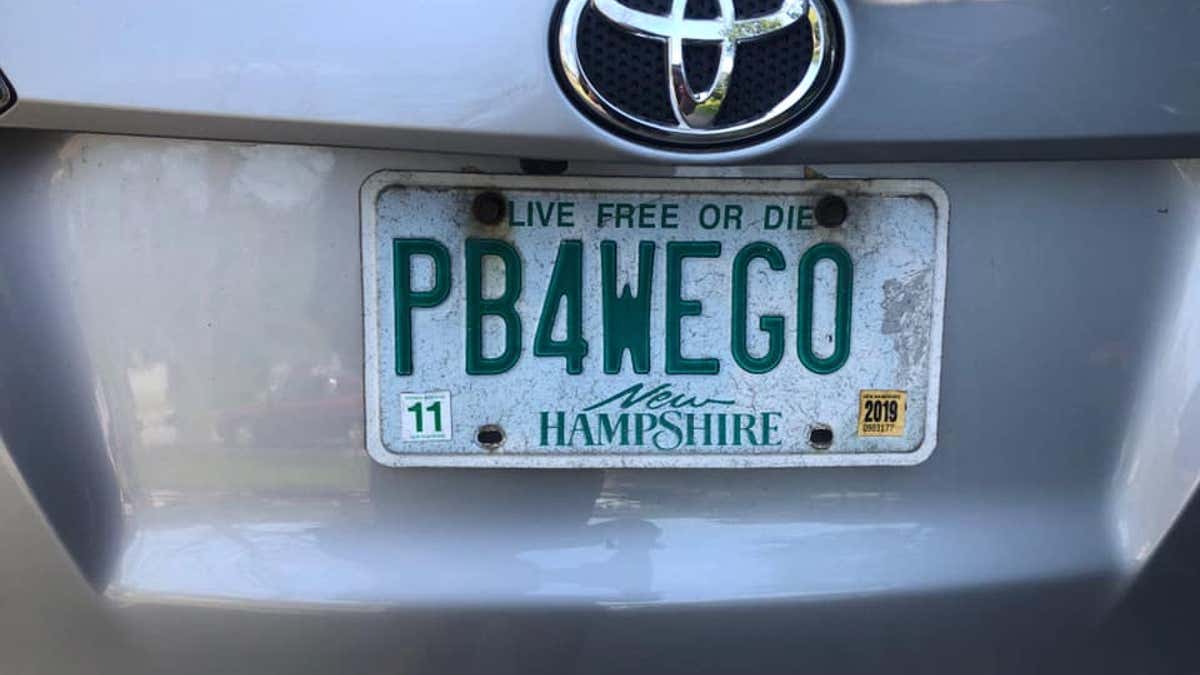 LIVE FREE OR DIE
PB4WEGO
11
New
HAMPSHIRE
2019